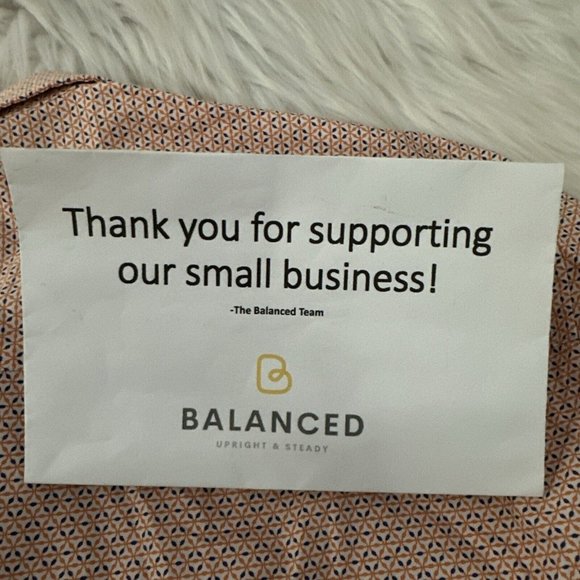 Thank you for supporting
our small business!
-The Balanced Team
BALANCED
UPRIGHT & STEADY